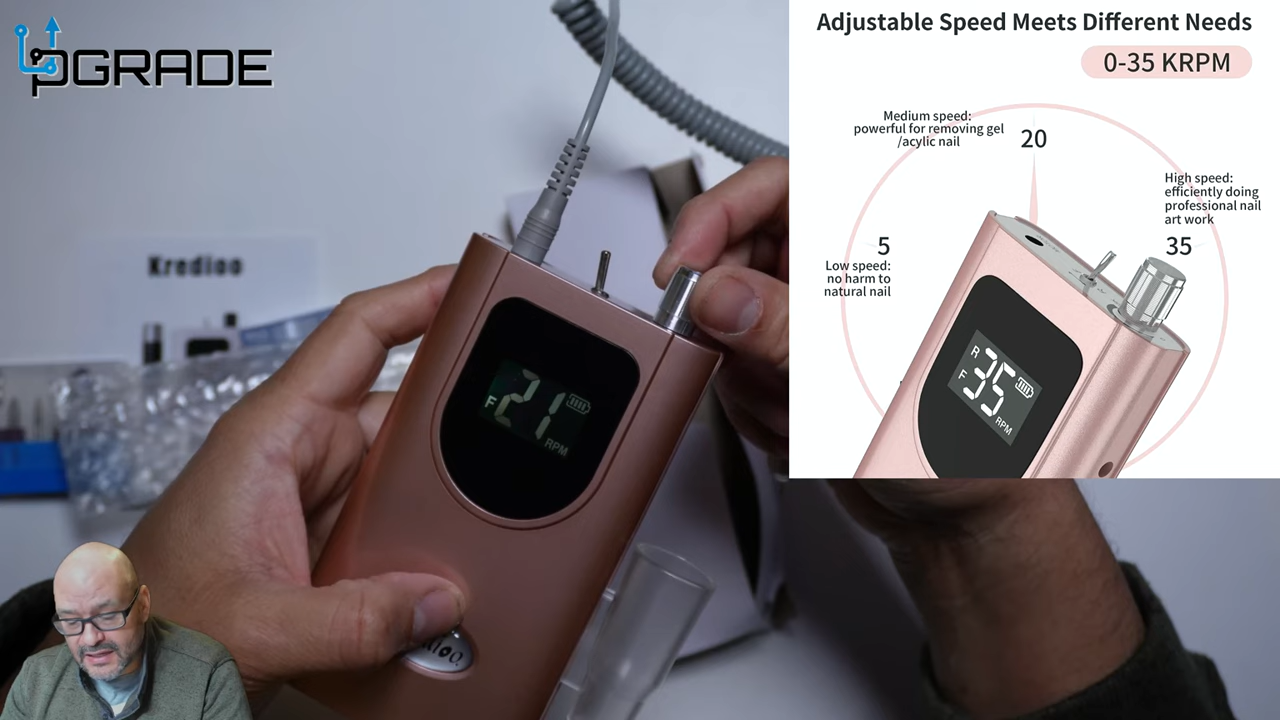 UPGRADE
Adjustable Speed Meets Different Needs
0-35 KRPM
Medium speed:
powerful for removing gel
/acylic nail
20
High speed:
efficiently doing
professional nail
art work
35
5
Low speed:
no harm to
natural nail
R
F
35
RPM
Kredioo
F
21
RPM